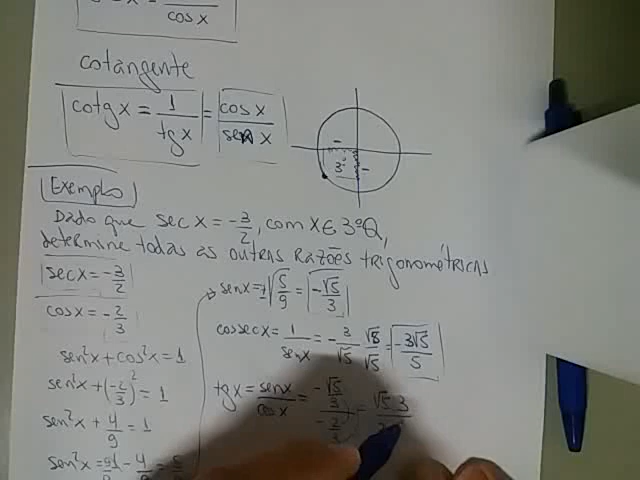 cos x
cotangente
cotg x = 1/tg x = cos x/sen x
3º
- -
Exemplo
Dado que sec x = -3/2, com x ∈ 3ºQ,
determine todas as outras razões trigonométricas
sec x = -3/2
cos x = -2/3
sen²x + cos²x = 1
sen²x + (-2/3)² = 1
sen²x + 4/9 = 1
sen²x =
sen x = ±√5/9 = -√5/3
cossec x = 1/sen x = -3/√5 √5/√5 = -3√5/5
tg x = sen x/cos x = -√5/3 / -2/3 = √5.3